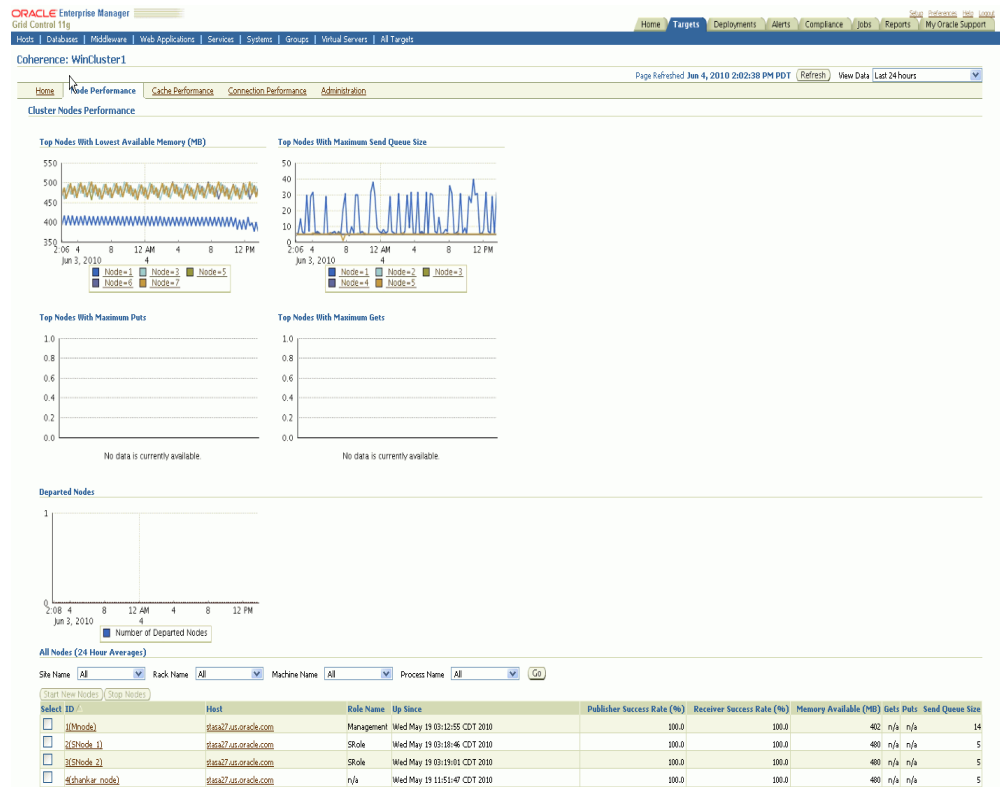 ORACLE Enterprise Manager
Grid Control 11g
Setup Preferences Help Logout
Home Targets Deployments Alerts Compliance Jobs Reports My Oracle Support
Hosts | Databases | Middleware | Web Applications | Services | Systems | Groups | Virtual Servers | All Targets
Coherence: WinCluster1
Page Refreshed Jun 4, 2010 2:02:38 PM PDT Refresh View Data Last 24 hours
Home Node Performance Cache Performance Connection Performance Administration
Cluster Nodes Performance
Top Nodes With Lowest Available Memory (MB)
550
500
450
400
350
2:06 4 8 12 AM 4 8 12 PM
Jun 3, 2010 4
Node=1 Node=3 Node=5
Node=6 Node=7
Top Nodes With Maximum Send Queue Size
50
40
30
20
10
0
2:06 4 8 12 AM 4 8 12 PM
Jun 3, 2010 4
Node=1 Node=2 Node=3
Node=4 Node=5
Top Nodes With Maximum Puts
1.0
0.8
0.6
0.4
0.2
0.0
No data is currently available.
Top Nodes With Maximum Gets
1.0
0.8
0.6
0.4
0.2
0.0
No data is currently available.
Departed Nodes
1
0
2:08 4 8 12 AM 4 8 12 PM
Jun 3, 2010 4
Number of Departed Nodes
All Nodes (24 Hour Averages)
Site Name All Rack Name All Machine Name All Process Name All Go
Start New Nodes Stop Nodes
Select ID Host Role Name Up Since Publisher Success Rate (%) Receiver Success Rate (%) Memory Available (MB) Gets Puts Send Queue Size
1(Mnode) stasa27.us.oracle.com Management Wed May 19 03:12:55 CDT 2010 100.0 100.0 402 n/a n/a 14
2(SNode_1) stasa27.us.oracle.com SRole Wed May 19 03:18:46 CDT 2010 100.0 100.0 480 n/a n/a 5
3(SNode_2) stasa27.us.oracle.com SRole Wed May 19 03:19:01 CDT 2010 100.0 100.0 480 n/a n/a 5
4(shankar_node) stasa27.us.oracle.com n/a Wed May 19 11:51:47 CDT 2010 100.0 100.0 480 n/a n/a 5